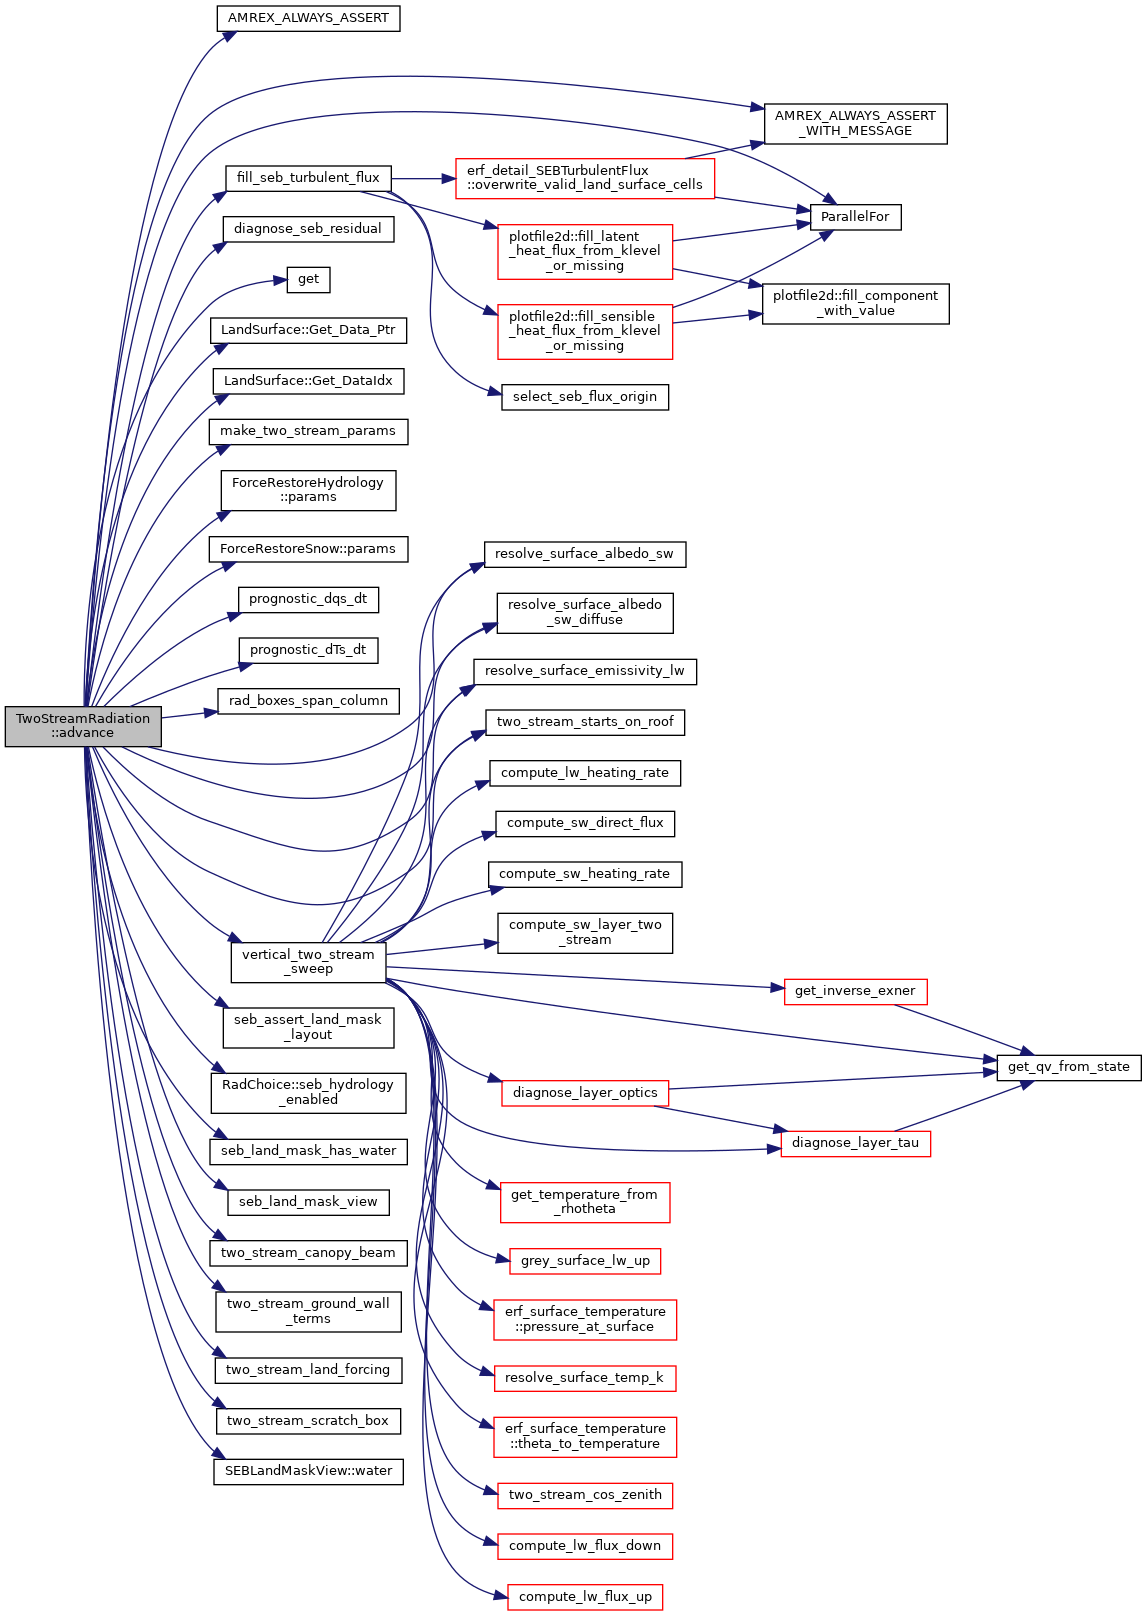 AMREX_ALWAYS_ASSERT
AMREX_ALWAYS_ASSERT
_WITH_MESSAGE
fill_seb_turbulent_flux
erf_detail_SEBTurbulentFlux
::overwrite_valid_land_surface_cells
ParallelFor
diagnose_seb_residual
plotfile2d::fill_latent
_heat_flux_from_klevel
_or_missing
get
plotfile2d::fill_component
_with_value
LandSurface::Get_Data_Ptr
plotfile2d::fill_sensible
_heat_flux_from_klevel
_or_missing
LandSurface::Get_DataIdx
select_seb_flux_origin
make_two_stream_params
ForceRestoreHydrology
::params
ForceRestoreSnow::params
resolve_surface_albedo_sw
prognostic_dqs_dt
resolve_surface_albedo
_sw_diffuse
prognostic_dTs_dt
resolve_surface_emissivity_lw
rad_boxes_span_column
TwoStreamRadiation
::advance
two_stream_starts_on_roof
compute_lw_heating_rate
compute_sw_direct_flux
compute_sw_heating_rate
compute_sw_layer_two
_stream
vertical_two_stream
_sweep
get_inverse_exner
seb_assert_land_mask
_layout
get_qv_from_state
RadChoice::seb_hydrology
_enabled
diagnose_layer_optics
seb_land_mask_has_water
diagnose_layer_tau
seb_land_mask_view
get_temperature_from
_rhotheta
two_stream_canopy_beam
grey_surface_lw_up
two_stream_ground_wall
_terms
erf_surface_temperature
::pressure_at_surface
two_stream_land_forcing
resolve_surface_temp_k
two_stream_scratch_box
erf_surface_temperature
::theta_to_temperature
SEBLandMaskView::water
two_stream_cos_zenith
compute_lw_flux_down
compute_lw_flux_up